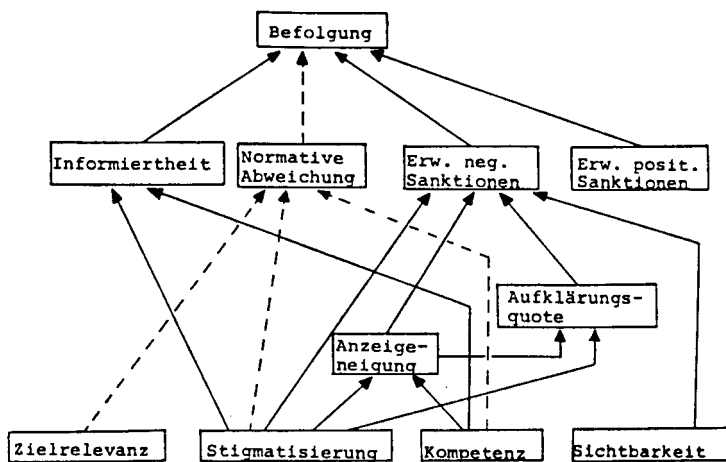 Befolgung
Informiertheit
Normative
Abweichung
Erw. neg.
Sanktionen
Erw. posit.
Sanktionen
Aufklärungs-
quote
Anzeige-
neigung
Zielrelevanz
Stigmatisierung
Kompetenz
Sichtbarkeit